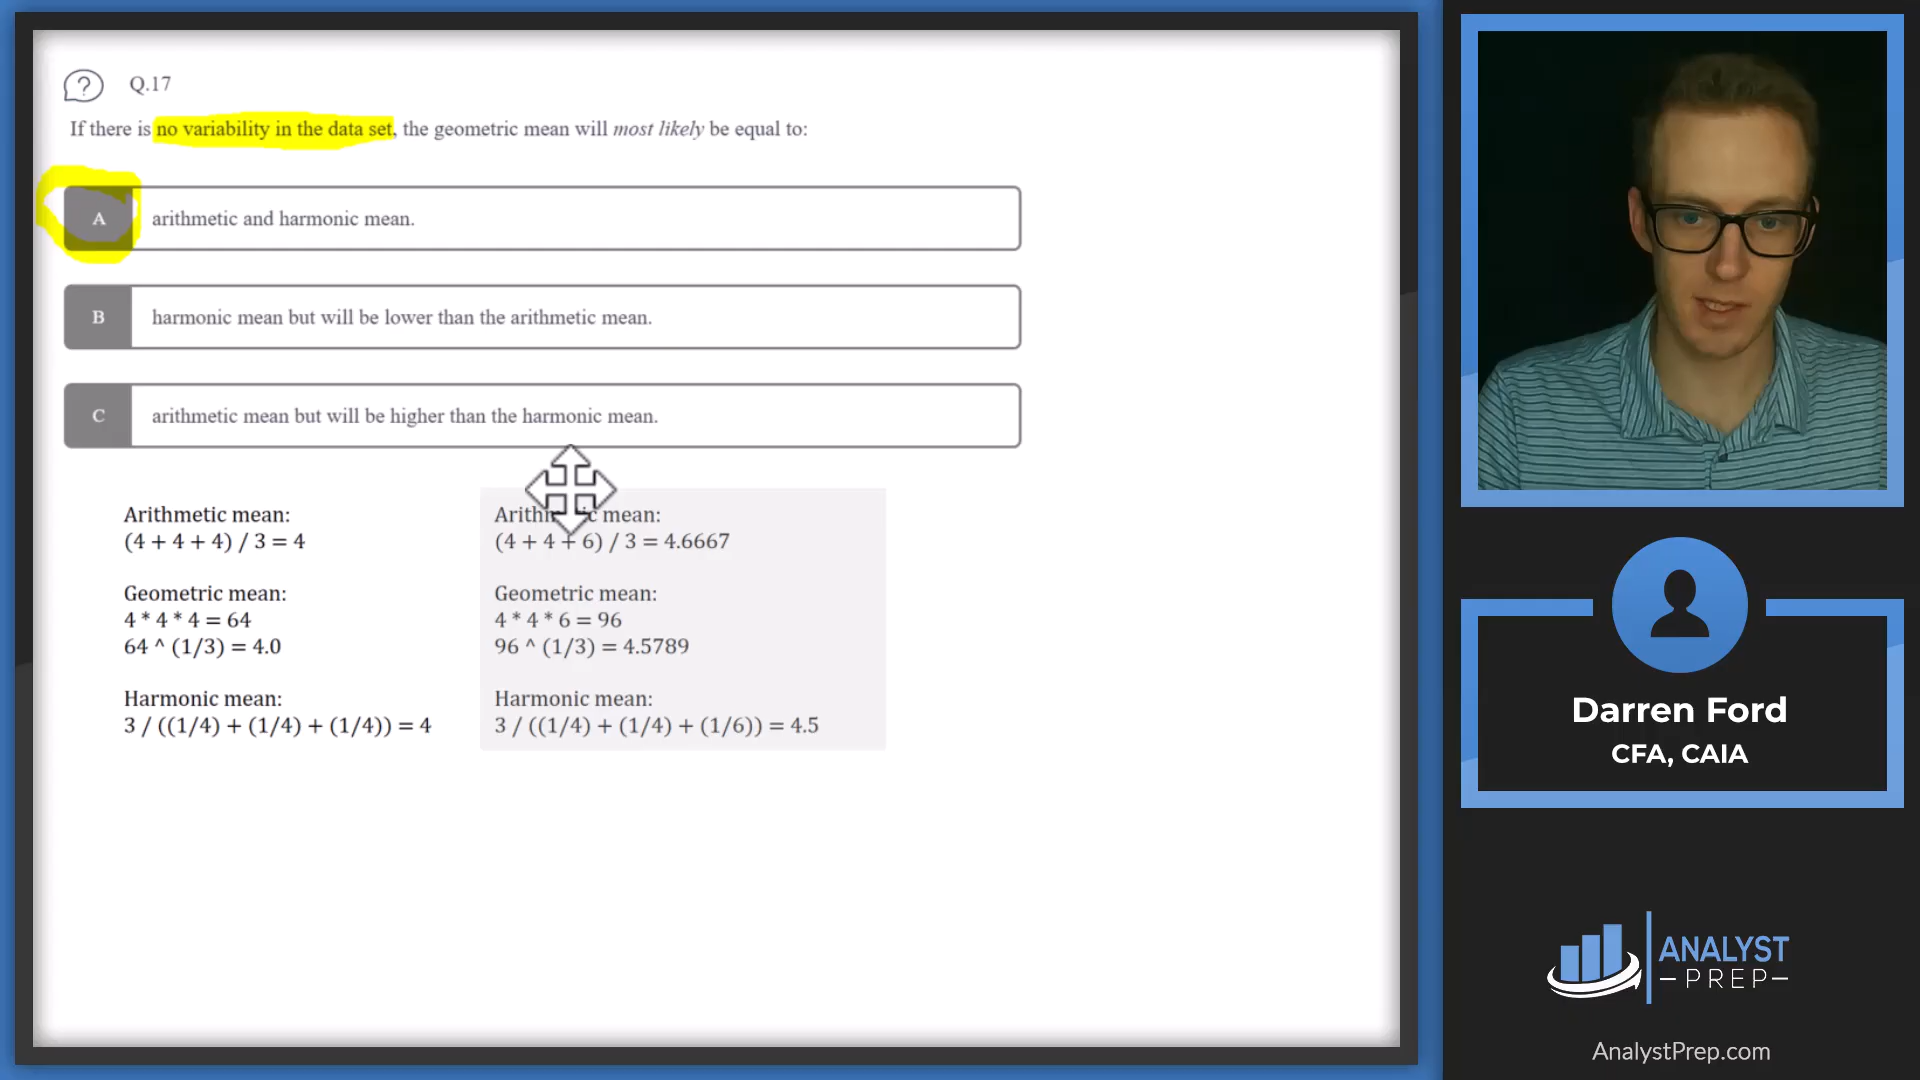 ? Q.17
If there is no variability in the data set, the geometric mean will most likely be equal to:
A arithmetic and harmonic mean.
B harmonic mean but will be lower than the arithmetic mean.
C arithmetic mean but will be higher than the harmonic mean.
Arithmetic mean:
(4 + 4 + 4) / 3 = 4
Geometric mean:
4 * 4 * 4 = 64
64 ^ (1/3) = 4.0
Harmonic mean:
3 / ((1/4) + (1/4) + (1/4)) = 4
mean:
(4 + 4 + 6) / 3 = 4.6667
Geometric mean:
4 * 4 * 6 = 96
96 ^ (1/3) = 4.5789
Harmonic mean:
3 / ((1/4) + (1/4) + (1/6)) = 4.5
Darren Ford
CFA, CAIA
ANALYST
PREP
AnalystPrep.com